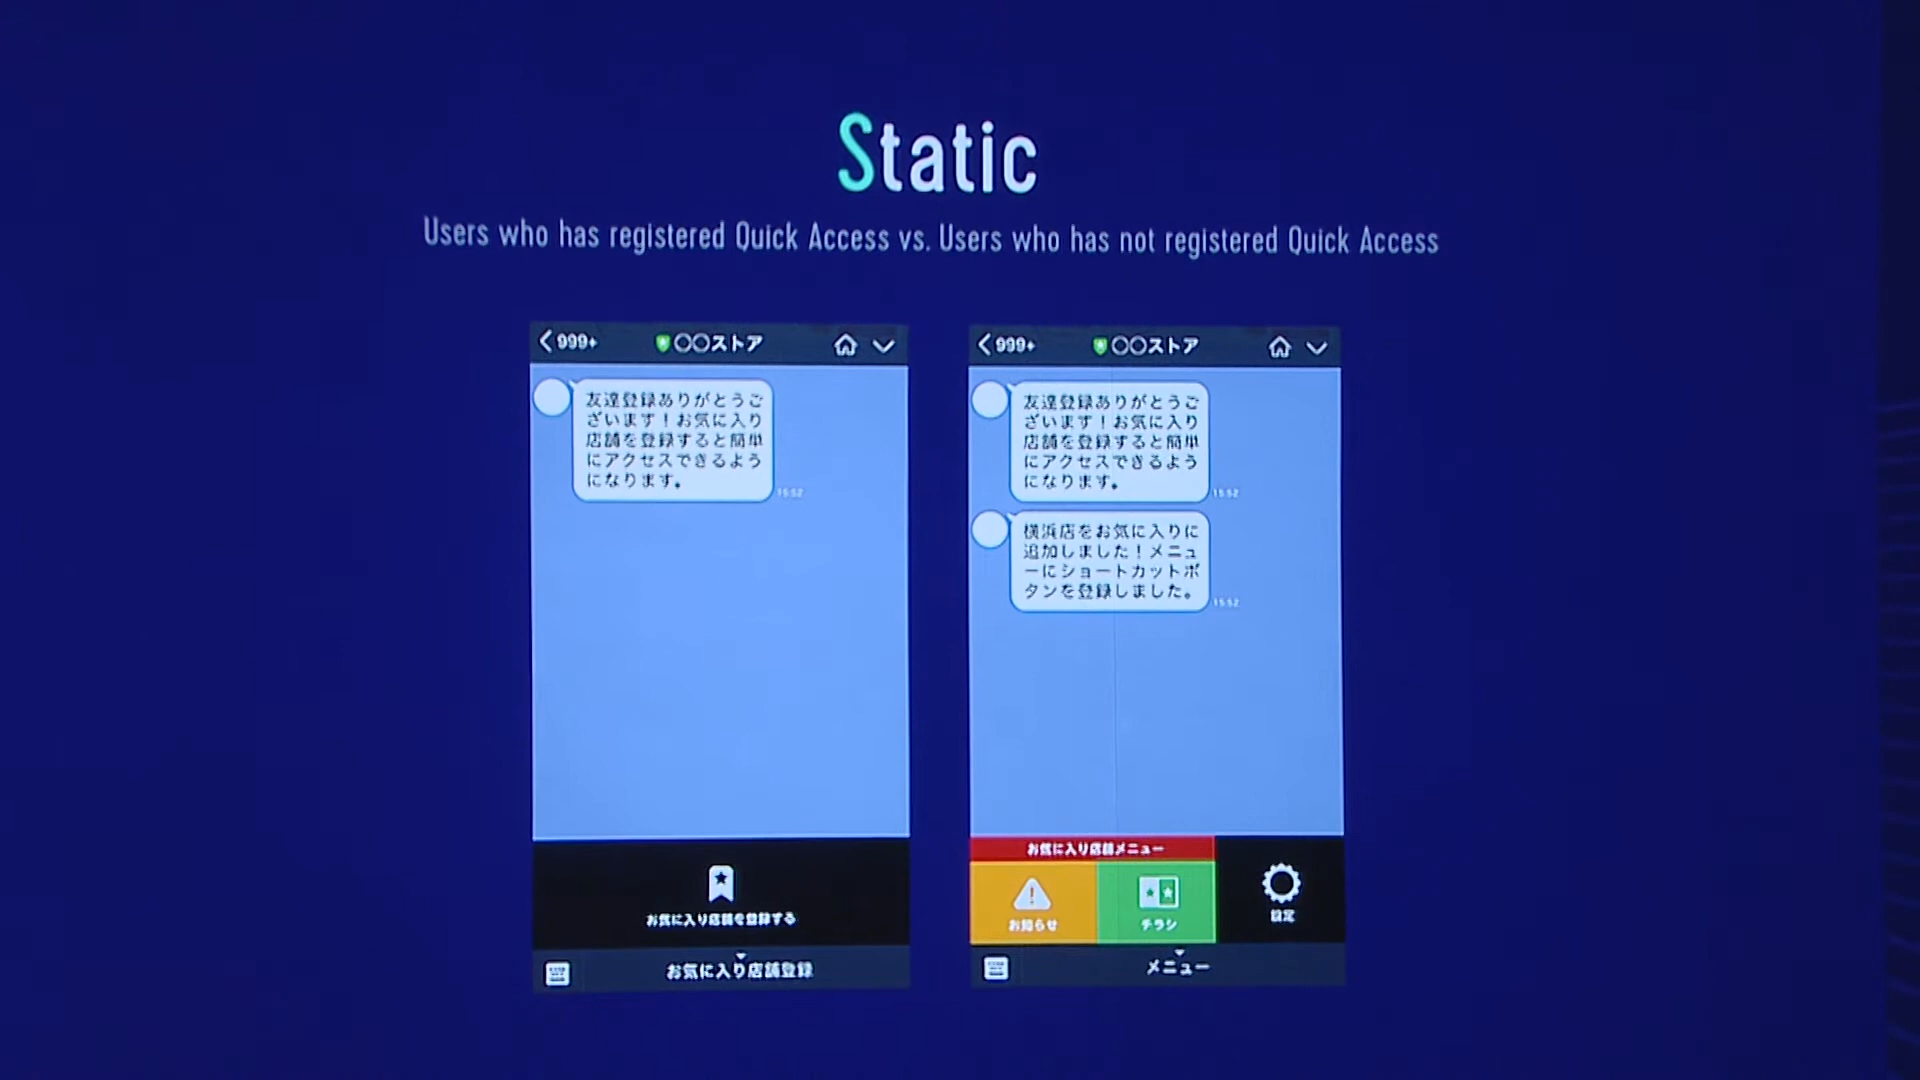 Static
Users who has registered Quick Access vs. Users who has not registered Quick Access
999+
〇〇ストア
友達登録ありがとうご
ざいます！お気に入り
店舗を登録すると簡単
にアクセスできるよう
になります。
15:52
お気に入り店舗を登録する
お気に入り店舗登録
999+
〇〇ストア
友達登録ありがとうご
ざいます！お気に入り
店舗を登録すると簡単
にアクセスできるよう
になります。
15:52
横浜店をお気に入りに
追加しました！メニュ
ーにショートカットボ
タンを登録しました。
15:52
お気に入り店舗メニュー
お知らせ
チラシ
設定
メニュー